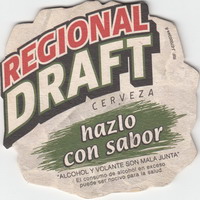 REGIONAL
DRAFT
CERVEZA
hazlo
con sabor
"ALCOHOL Y VOLANTE SON MALA JUNTA"
El consumo de alcohol en exceso
puede ser nocivo para la salud.